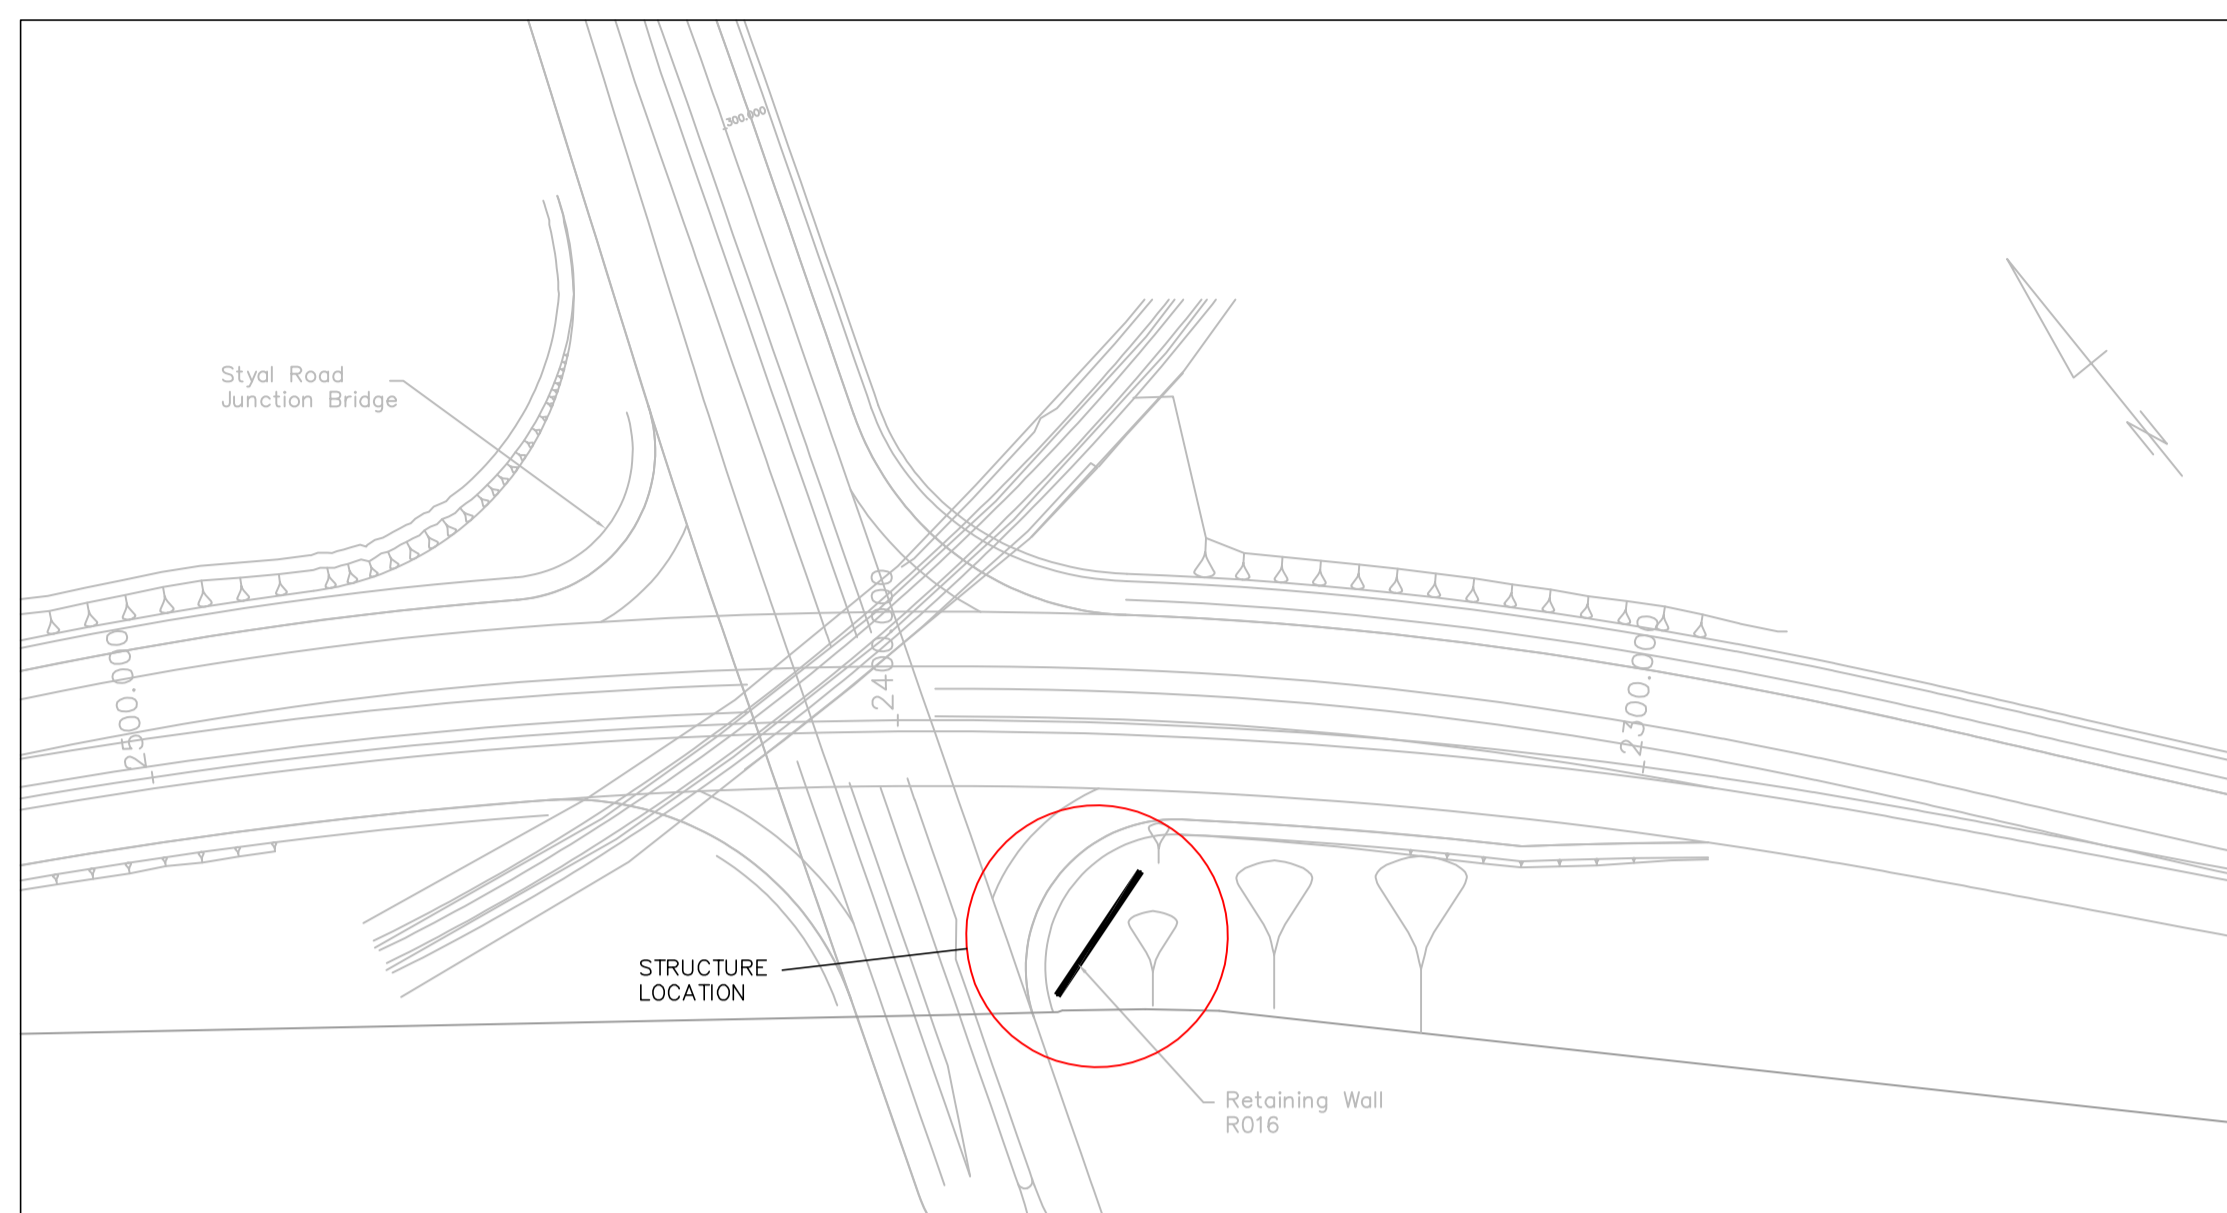 300.000
Styal Road
Junction Bridge
2500.000
2400.000
2300.000
STRUCTURE
LOCATION
Retaining Wall
R016
N